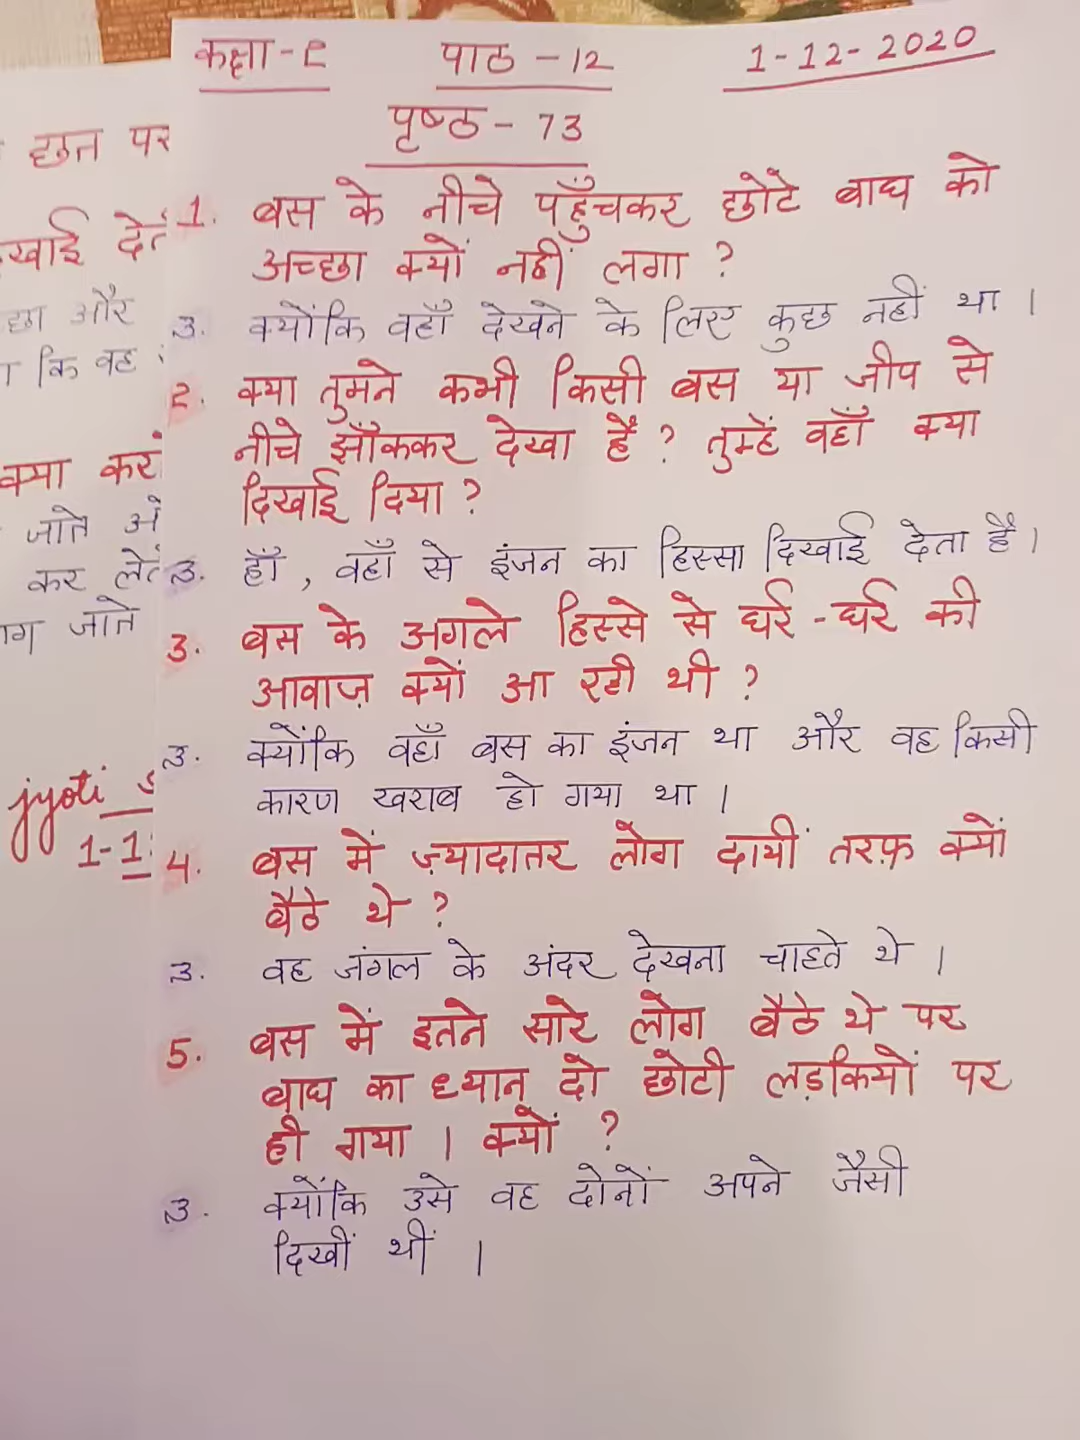 कक्षा-२ पाठ - 12 1-12-2020
पृष्ठ - 73
1. बस के नीचे पहुँचकर छोटे बाघ को
अच्छा क्यों नहीं लगा ?
उ. क्योंकि वहाँ देखने के लिए कुछ नहीं था ।
२. क्या तुमने कभी किसी बस या जीप से
नीचे झाँककर देखा है ? तुम्हें वहाँ क्या
दिखाई दिया ?
उ. हाँ , वहाँ से इंजन का हिस्सा दिखाई देता है ।
3. बस के अगले हिस्से से घर्र - घर्र की
आवाज़ क्यों आ रही थी ?
उ. क्योंकि वहाँ बस का इंजन था और वह किसी
कारण खराब हो गया था ।
4. बस में ज़्यादातर लोग दायीं तरफ़ क्यों
बैठे थे ?
उ. वह जंगल के अंदर देखना चाहते थे ।
5. बस में इतने सारे लोग बैठे थे पर
बाघ का ध्यान दो छोटी लड़कियों पर
ही गया । क्यों ?
उ. क्योंकि उसे वह दोनों अपने जैसी
दिखीं थीं ।
छत पर
और
कि वह
क्या
जाते
कर
जाते
jyoti
1-1